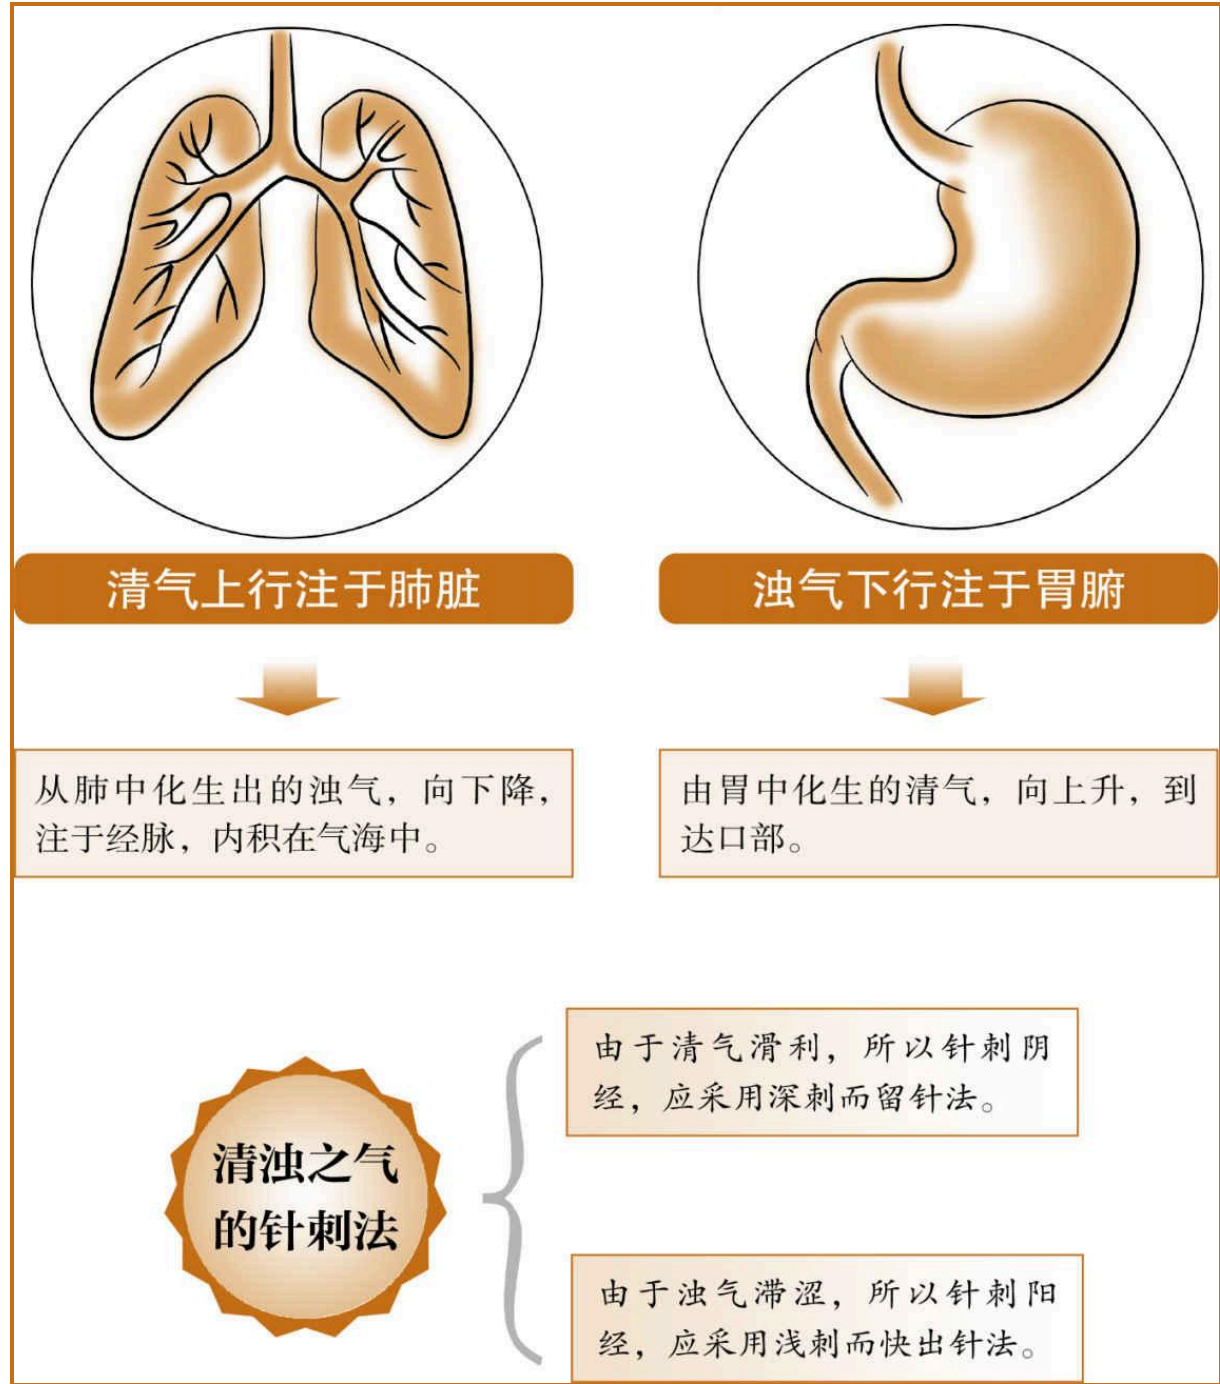 清气上行注于肺脏
浊气下行注于胃腑
从肺中化生出的浊气，向下降，
注于经脉，内积在气海中。
由胃中化生的清气，向上升，到
达口部。
清浊之气
的针刺法
由于清气滑利，所以针刺阴
经，应采用深刺而留针法。
由于浊气滞涩，所以针刺阳
经，应采用浅刺而快出针法。